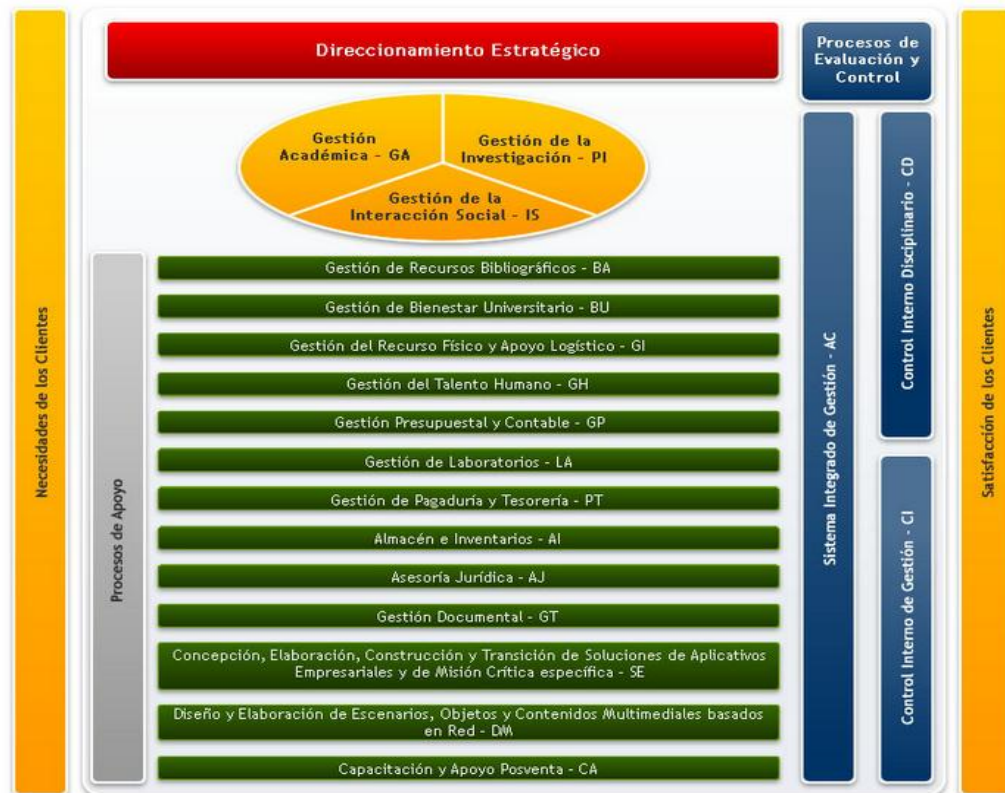 Necesidades de los Clientes
Direccionamiento Estratégico
Procesos de
Evaluación y
Control
Gestión
Académica - GA
Gestión de la
Investigación - PI
Gestión de la
Interacción Social - IS
Procesos de Apoyo
Gestión de Recursos Bibliográficos - BA
Gestión de Bienestar Universitario - BU
Gestión del Recurso Físico y Apoyo Logístico - GI
Gestión del Talento Humano - GH
Gestión Presupuestal y Contable - GP
Gestión de Laboratorios - LA
Gestión de Pagaduría y Tesorería - PT
Almacén e Inventarios - AI
Asesoría Jurídica - AJ
Gestión Documental - GT
Concepción, Elaboración, Construcción y Transición de Soluciones de Aplicativos
Empresariales y de Misión Crítica específica - SE
Diseño y Elaboración de Escenarios, Objetos y Contenidos Multimediales basados
en Red - DM
Capacitación y Apoyo Posventa - CA
Sistema Integrado de Gestión - AC
Control Interno Disciplinario - CD
Control Interno de Gestión - CI
Satisfacción de los Clientes